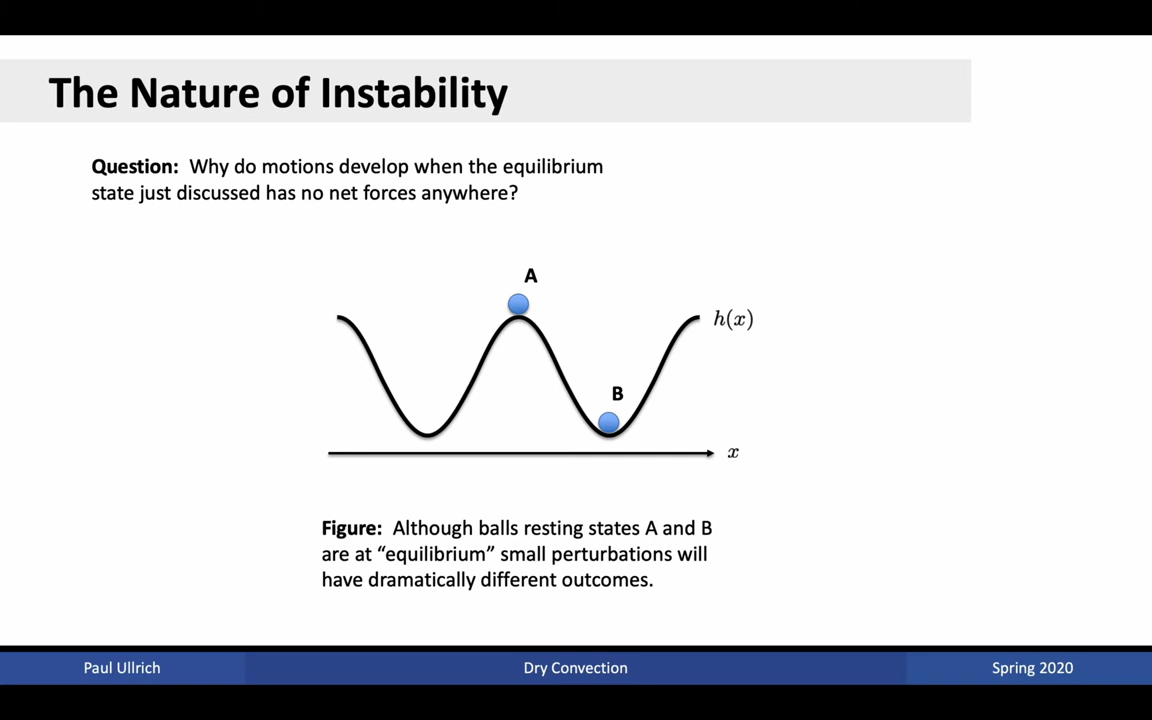 The Nature of Instability
Question: Why do motions develop when the equilibrium
state just discussed has no net forces anywhere?
A
h(x)
B
x
Figure: Although balls resting states A and B
are at “equilibrium” small perturbations will
have dramatically different outcomes.
Paul Ullrich
Dry Convection
Spring 2020